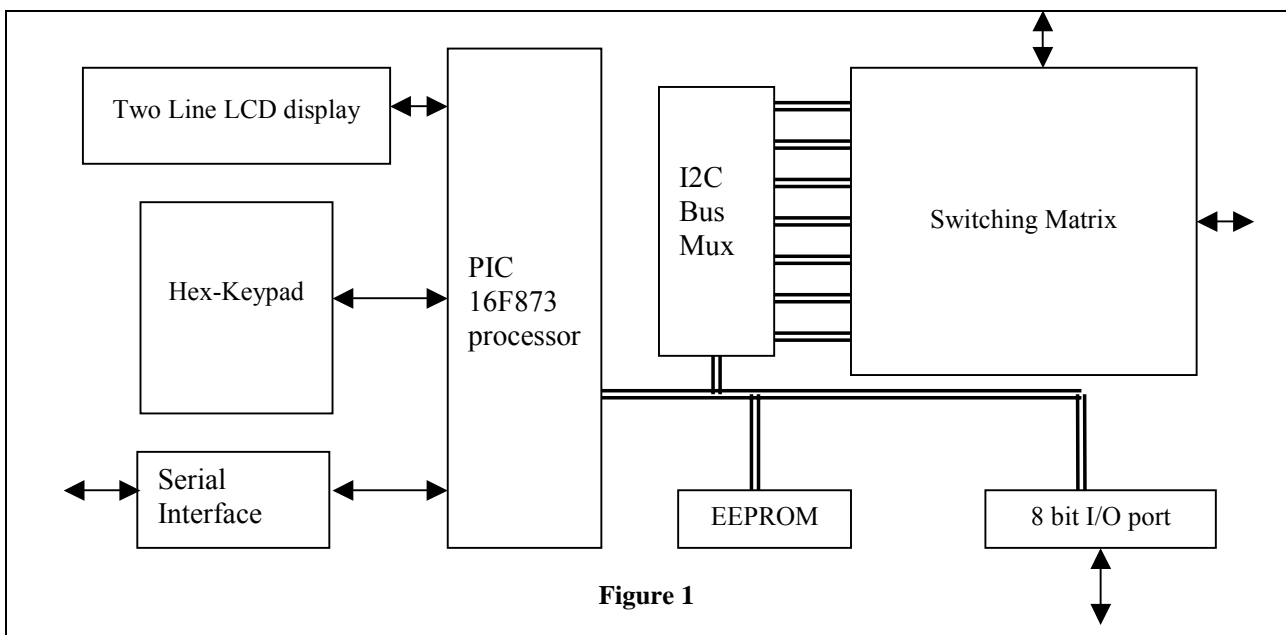 Two Line LCD display
Hex-Keypad
Serial
Interface
PIC
16F873
processor
I2C
Bus
Mux
Switching Matrix
EEPROM
8 bit I/O port
Figure 1